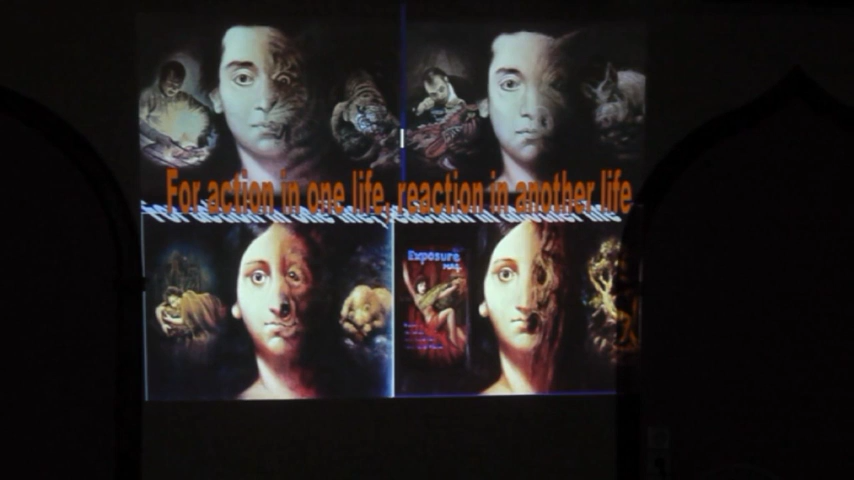 For action in one life, reaction in another life
Exposure